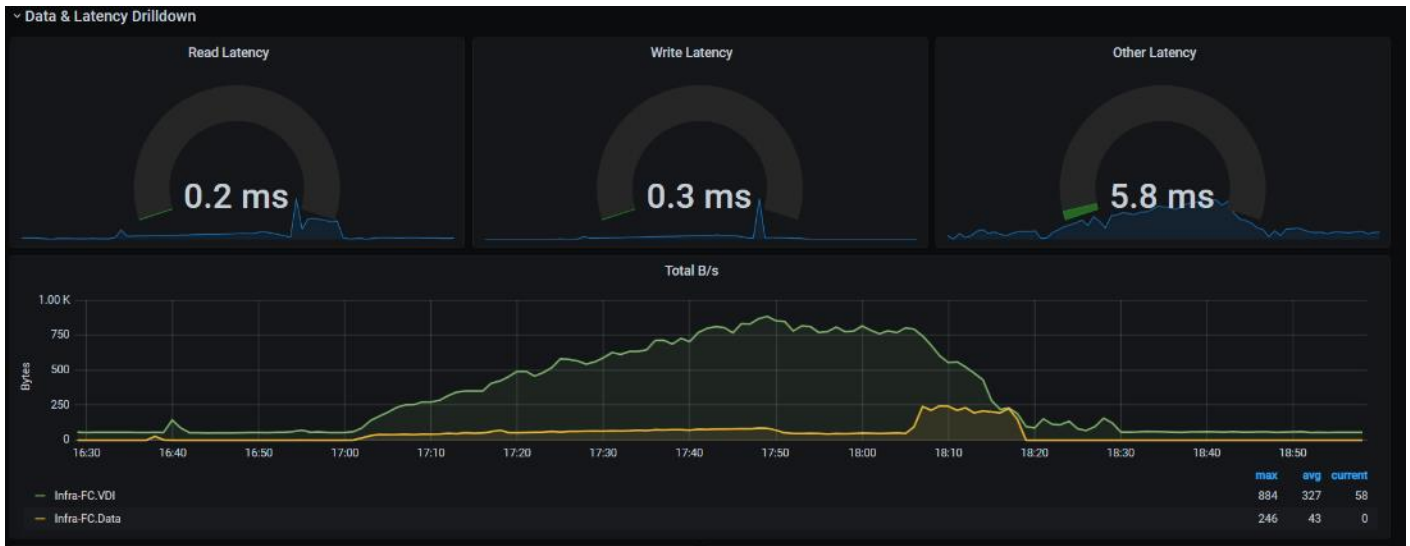 Data & Latency Drilldown
Read Latency
Write Latency
Other Latency
0.2 ms
0.3 ms
5.8 ms
Total B/s
1.00 K
750
500
250
0
Bytes
16:30 16:40 16:50 17:00 17:10 17:20 17:30 17:40 17:50 18:00 18:10 18:20 18:30 18:40 18:50
max avg current
Infra-FC.VDI 884 327 58
Infra-FC.Data 246 43 0